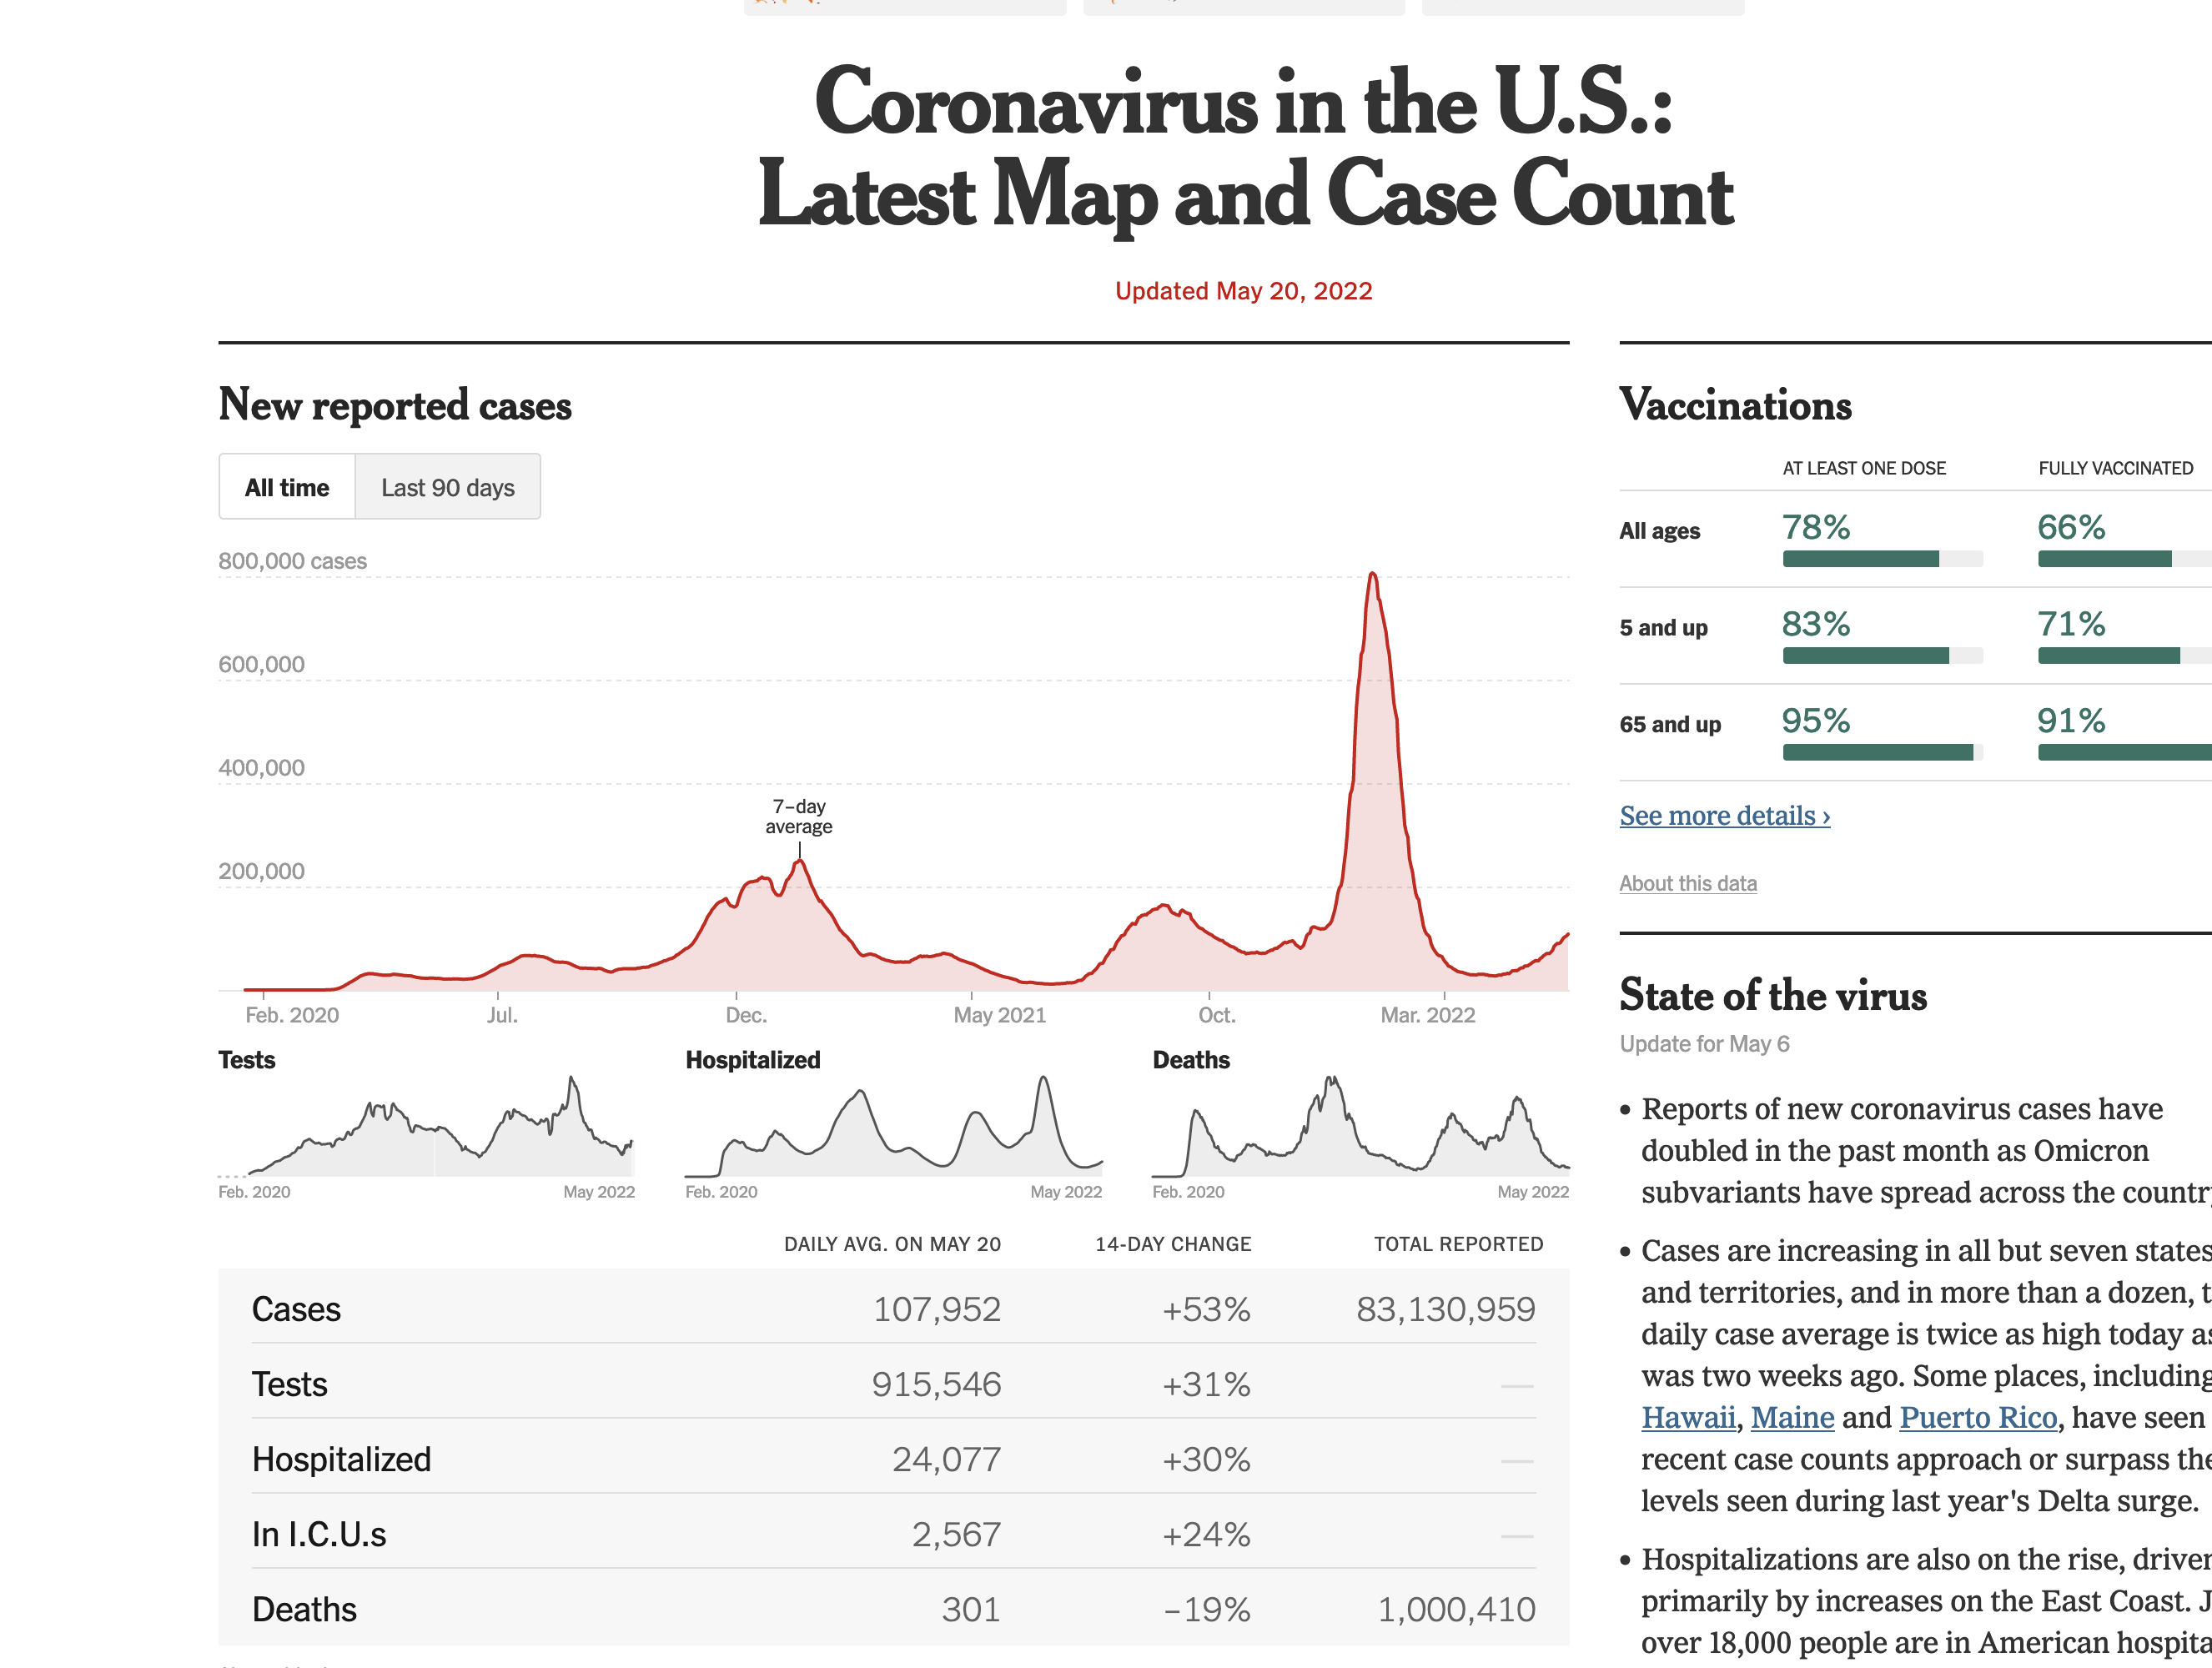 Coronavirus in the U.S.:
Latest Map and Case Count
Updated May 20, 2022
New reported cases
All time
Last 90 days
800,000 cases
600,000
400,000
200,000
7–day
average
Feb. 2020
Jul.
Dec.
May 2021
Oct.
Mar. 2022
Tests
Feb. 2020
May 2022
Hospitalized
Feb. 2020
May 2022
Deaths
Feb. 2020
May 2022
DAILY AVG. ON MAY 20 14-DAY CHANGE TOTAL REPORTED
Cases 107,952 +53% 83,130,959
Tests 915,546 +31% —
Hospitalized 24,077 +30% —
In I.C.U.s 2,567 +24% —
Deaths 301 –19% 1,000,410
Vaccinations
AT LEAST ONE DOSE FULLY VACCINATED
All ages 78% 66%
5 and up 83% 71%
65 and up 95% 91%
See more details ›
About this data
State of the virus
Update for May 6
• Reports of new coronavirus cases have
doubled in the past month as Omicron
subvariants have spread across the
• Cases are increasing in all but seven states
and territories, and in more than a dozen,
daily case average is twice as high today
was two weeks ago. Some places, including
Hawaii, Maine and Puerto Rico, have seen
recent case counts approach or surpass
levels seen during last year's Delta surge.
• Hospitalizations are also on the rise,
primarily by increases on the East Coast.
over 18,000 people are in American